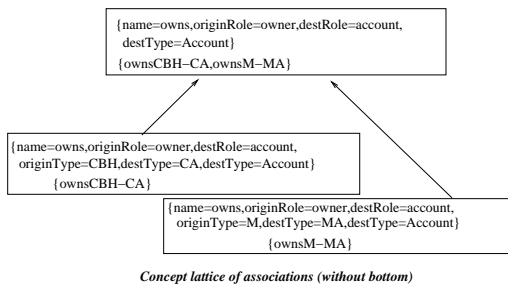 {name=owns,originRole=owner,destRole=account,
destType=Account}
{ownsCBH−CA,ownsM−MA}
{name=owns,originRole=owner,destRole=account,
originType=CBH,destType=CA,destType=Account}
{ownsCBH−CA}
{name=owns,originRole=owner,destRole=account,
originType=M,destType=MA,destType=Account}
{ownsM−MA}
Concept lattice of associations (without bottom)